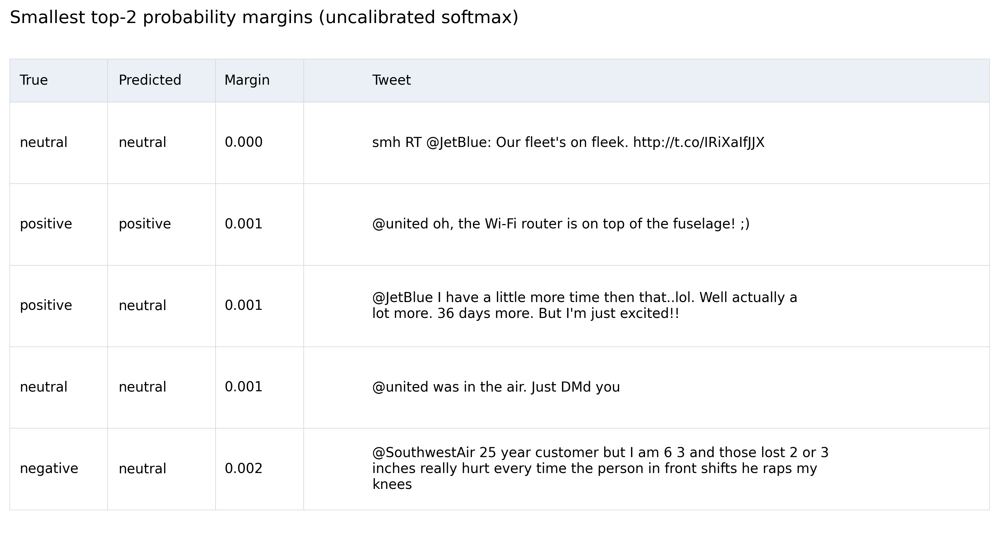 Smallest top-2 probability margins (uncalibrated softmax)
True Predicted Margin Tweet
neutral neutral 0.000 smh RT @JetBlue: Our fleet's on fleek. http://t.co/IRiXaIfJJX
positive positive 0.001 @united oh, the Wi-Fi router is on top of the fuselage! ;)
positive neutral 0.001 @JetBlue I have a little more time then that..lol. Well actually a
lot more. 36 days more. But I'm just excited!!
neutral neutral 0.001 @united was in the air. Just DMd you
negative neutral 0.002 @SouthwestAir 25 year customer but I am 6 3 and those lost 2 or 3
inches really hurt every time the person in front shifts he raps my
knees